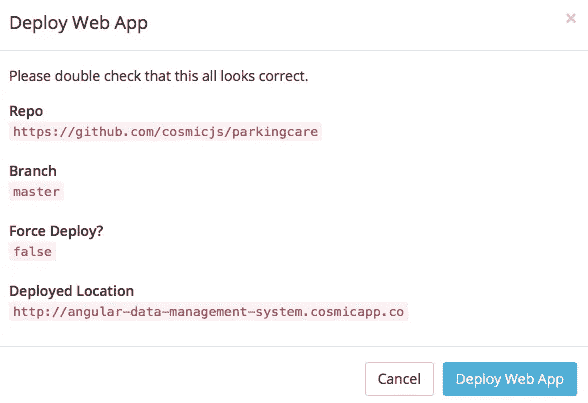 Deploy Web App
×
Please double check that this all looks correct.
Repo
https://github.com/cosmicjs/parkingcare
Branch
master
Force Deploy?
false
Deployed Location
http://angular-data-management-system.cosmicapp.co
Cancel
Deploy Web App